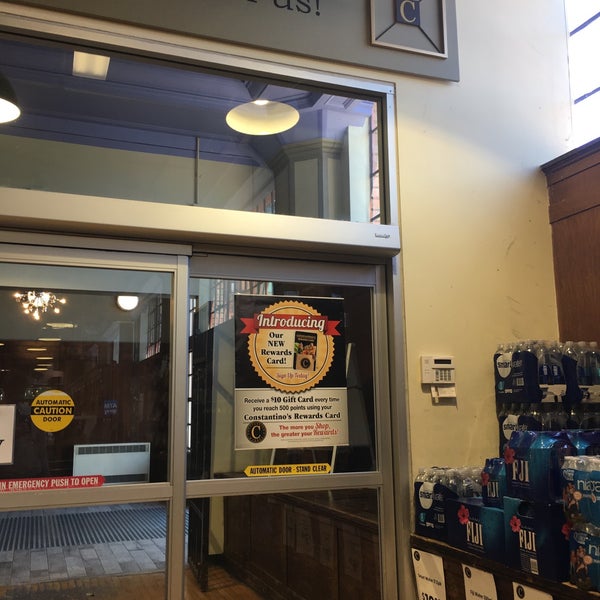 us!
C
Introducing
Our
NEW
Rewards
Card!
Sign Up Today
Receive a $10 Gift Card every time
you reach 500 points using your
Constantino's Rewards Card
C
The more you Shop,
the greater your Rewards!
AUTOMATIC DOOR · STAND CLEAR
AUTOMATIC
CAUTION
DOOR
ATM
IN EMERGENCY PUSH TO OPEN
smartwater
FIJI
FIJI
FIJI